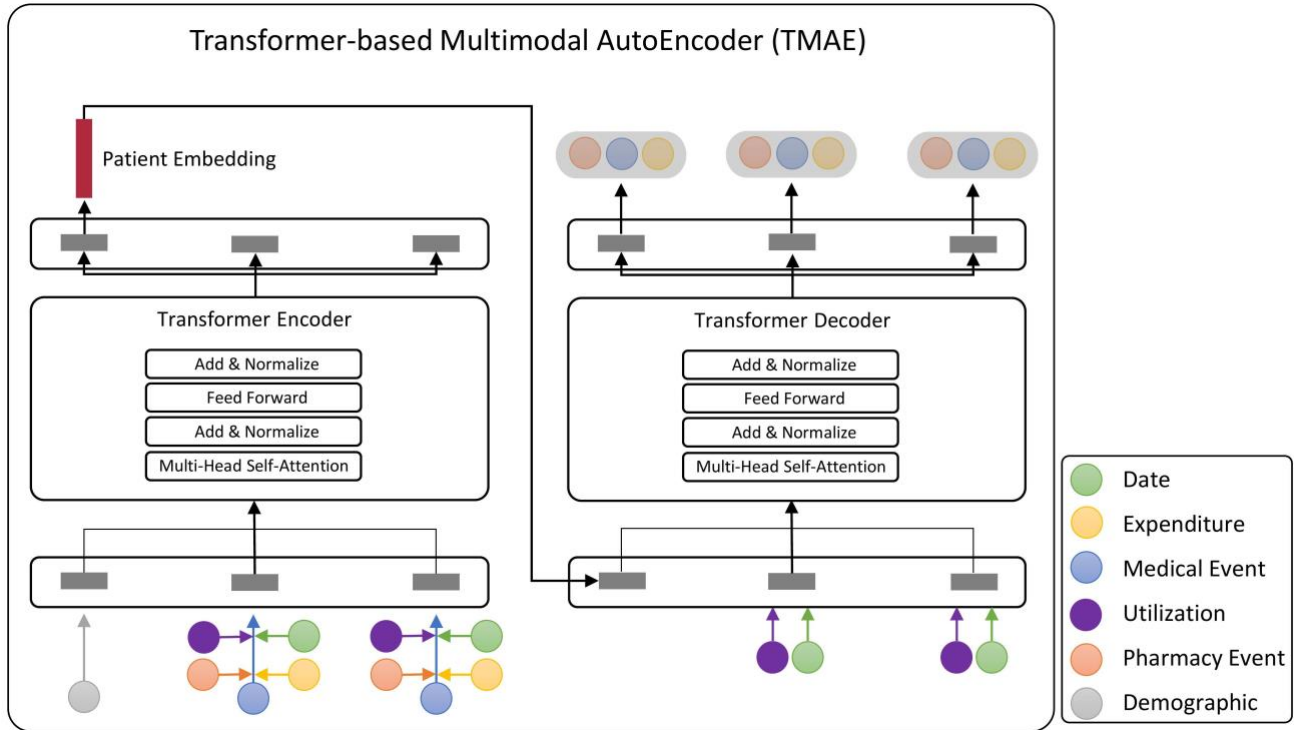 Transformer-based Multimodal AutoEncoder (TMAE)
Patient Embedding
Transformer Encoder
Add & Normalize
Feed Forward
Add & Normalize
Multi-Head Self-Attention
Transformer Decoder
Add & Normalize
Feed Forward
Add & Normalize
Multi-Head Self-Attention
Date
Expenditure
Medical Event
Utilization
Pharmacy Event
Demographic